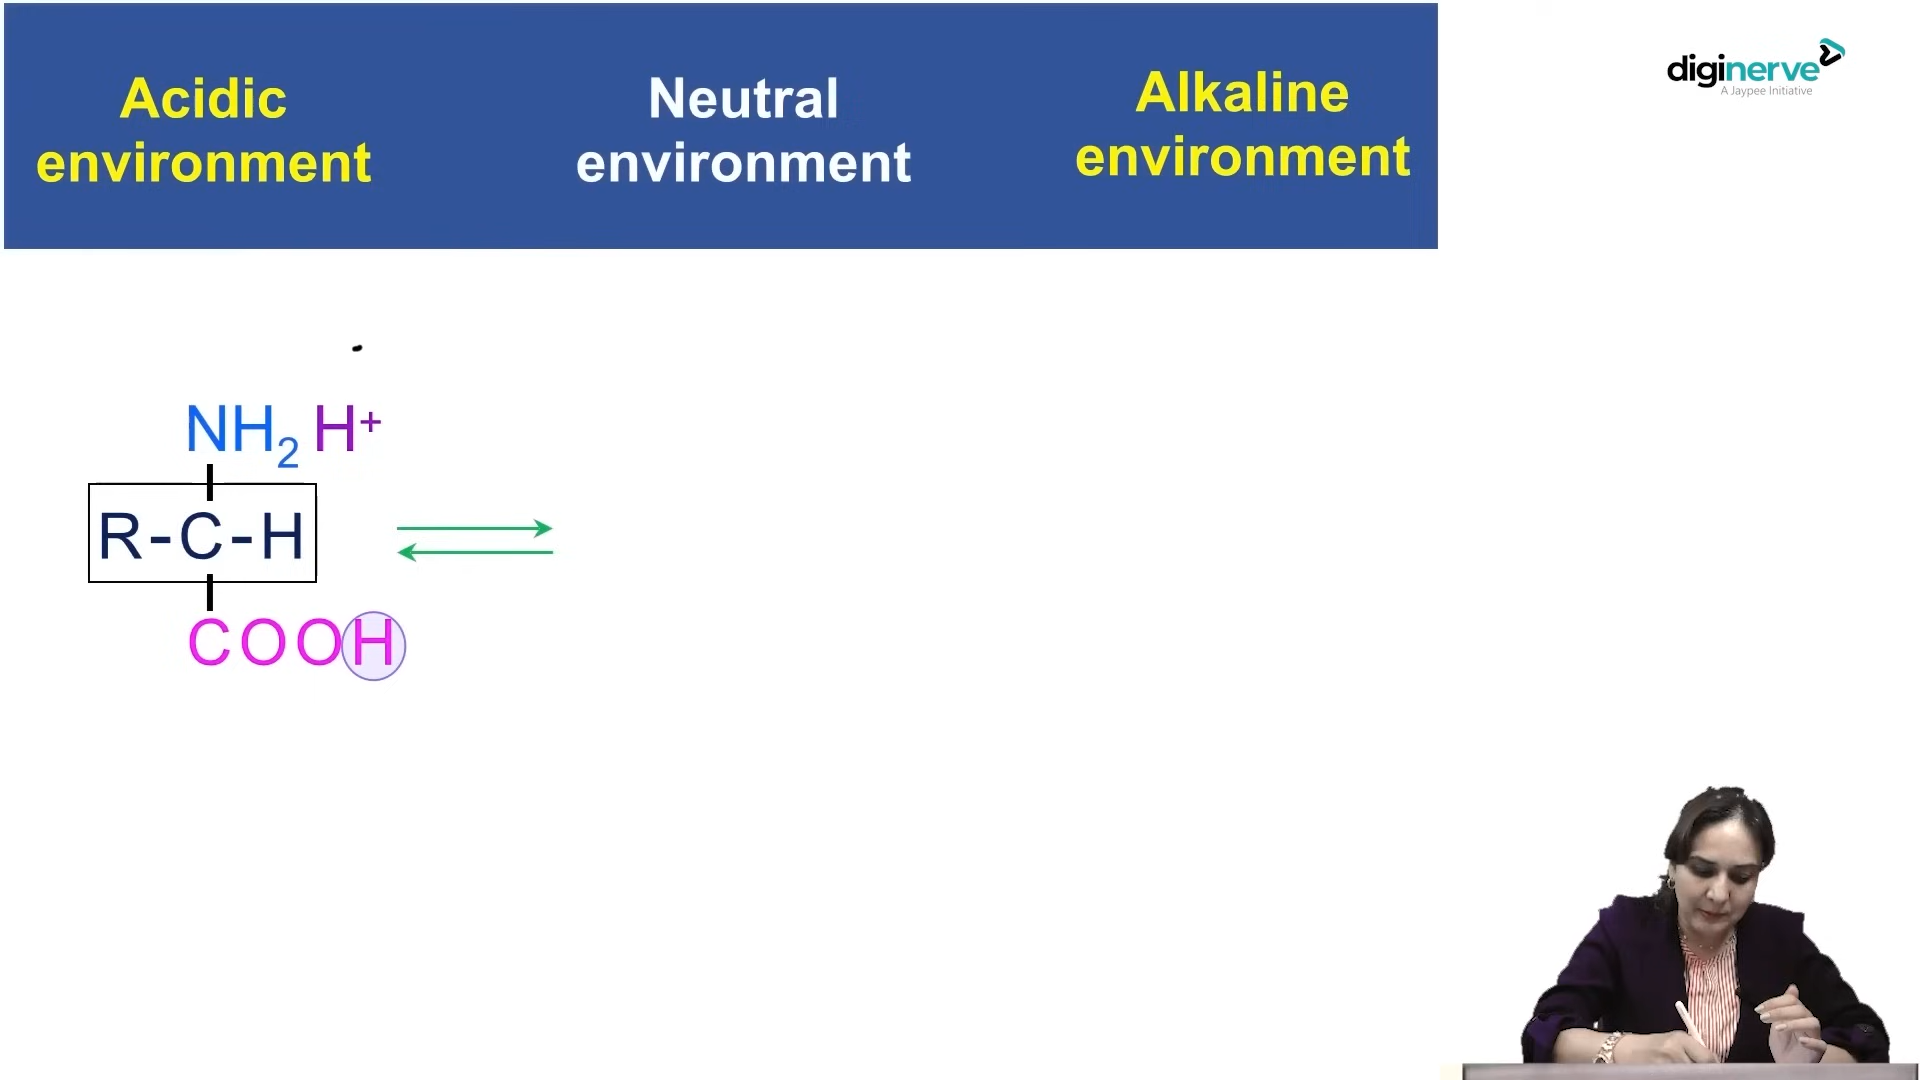 Acidic
environment
Neutral
environment
Alkaline
environment
diginerve
A Jaypee Initiative
NH₂ H⁺
R-C-H
COOH